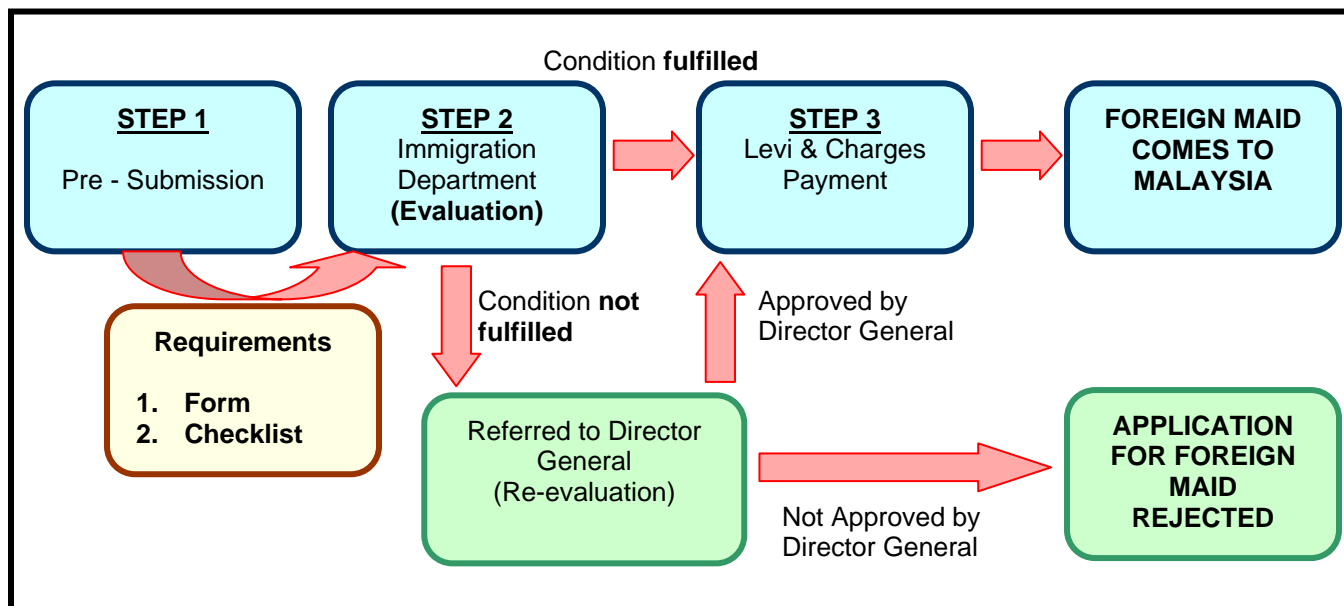 Condition fulfilled
STEP 1
Pre - Submission
STEP 2
Immigration
Department
(Evaluation)
STEP 3
Levi & Charges
Payment
FOREIGN MAID
COMES TO
MALAYSIA
Requirements
1. Form
2. Checklist
Condition not
fulfilled
Approved by
Director General
Referred to Director
General
(Re-evaluation)
Not Approved by
Director General
APPLICATION
FOR FOREIGN
MAID
REJECTED